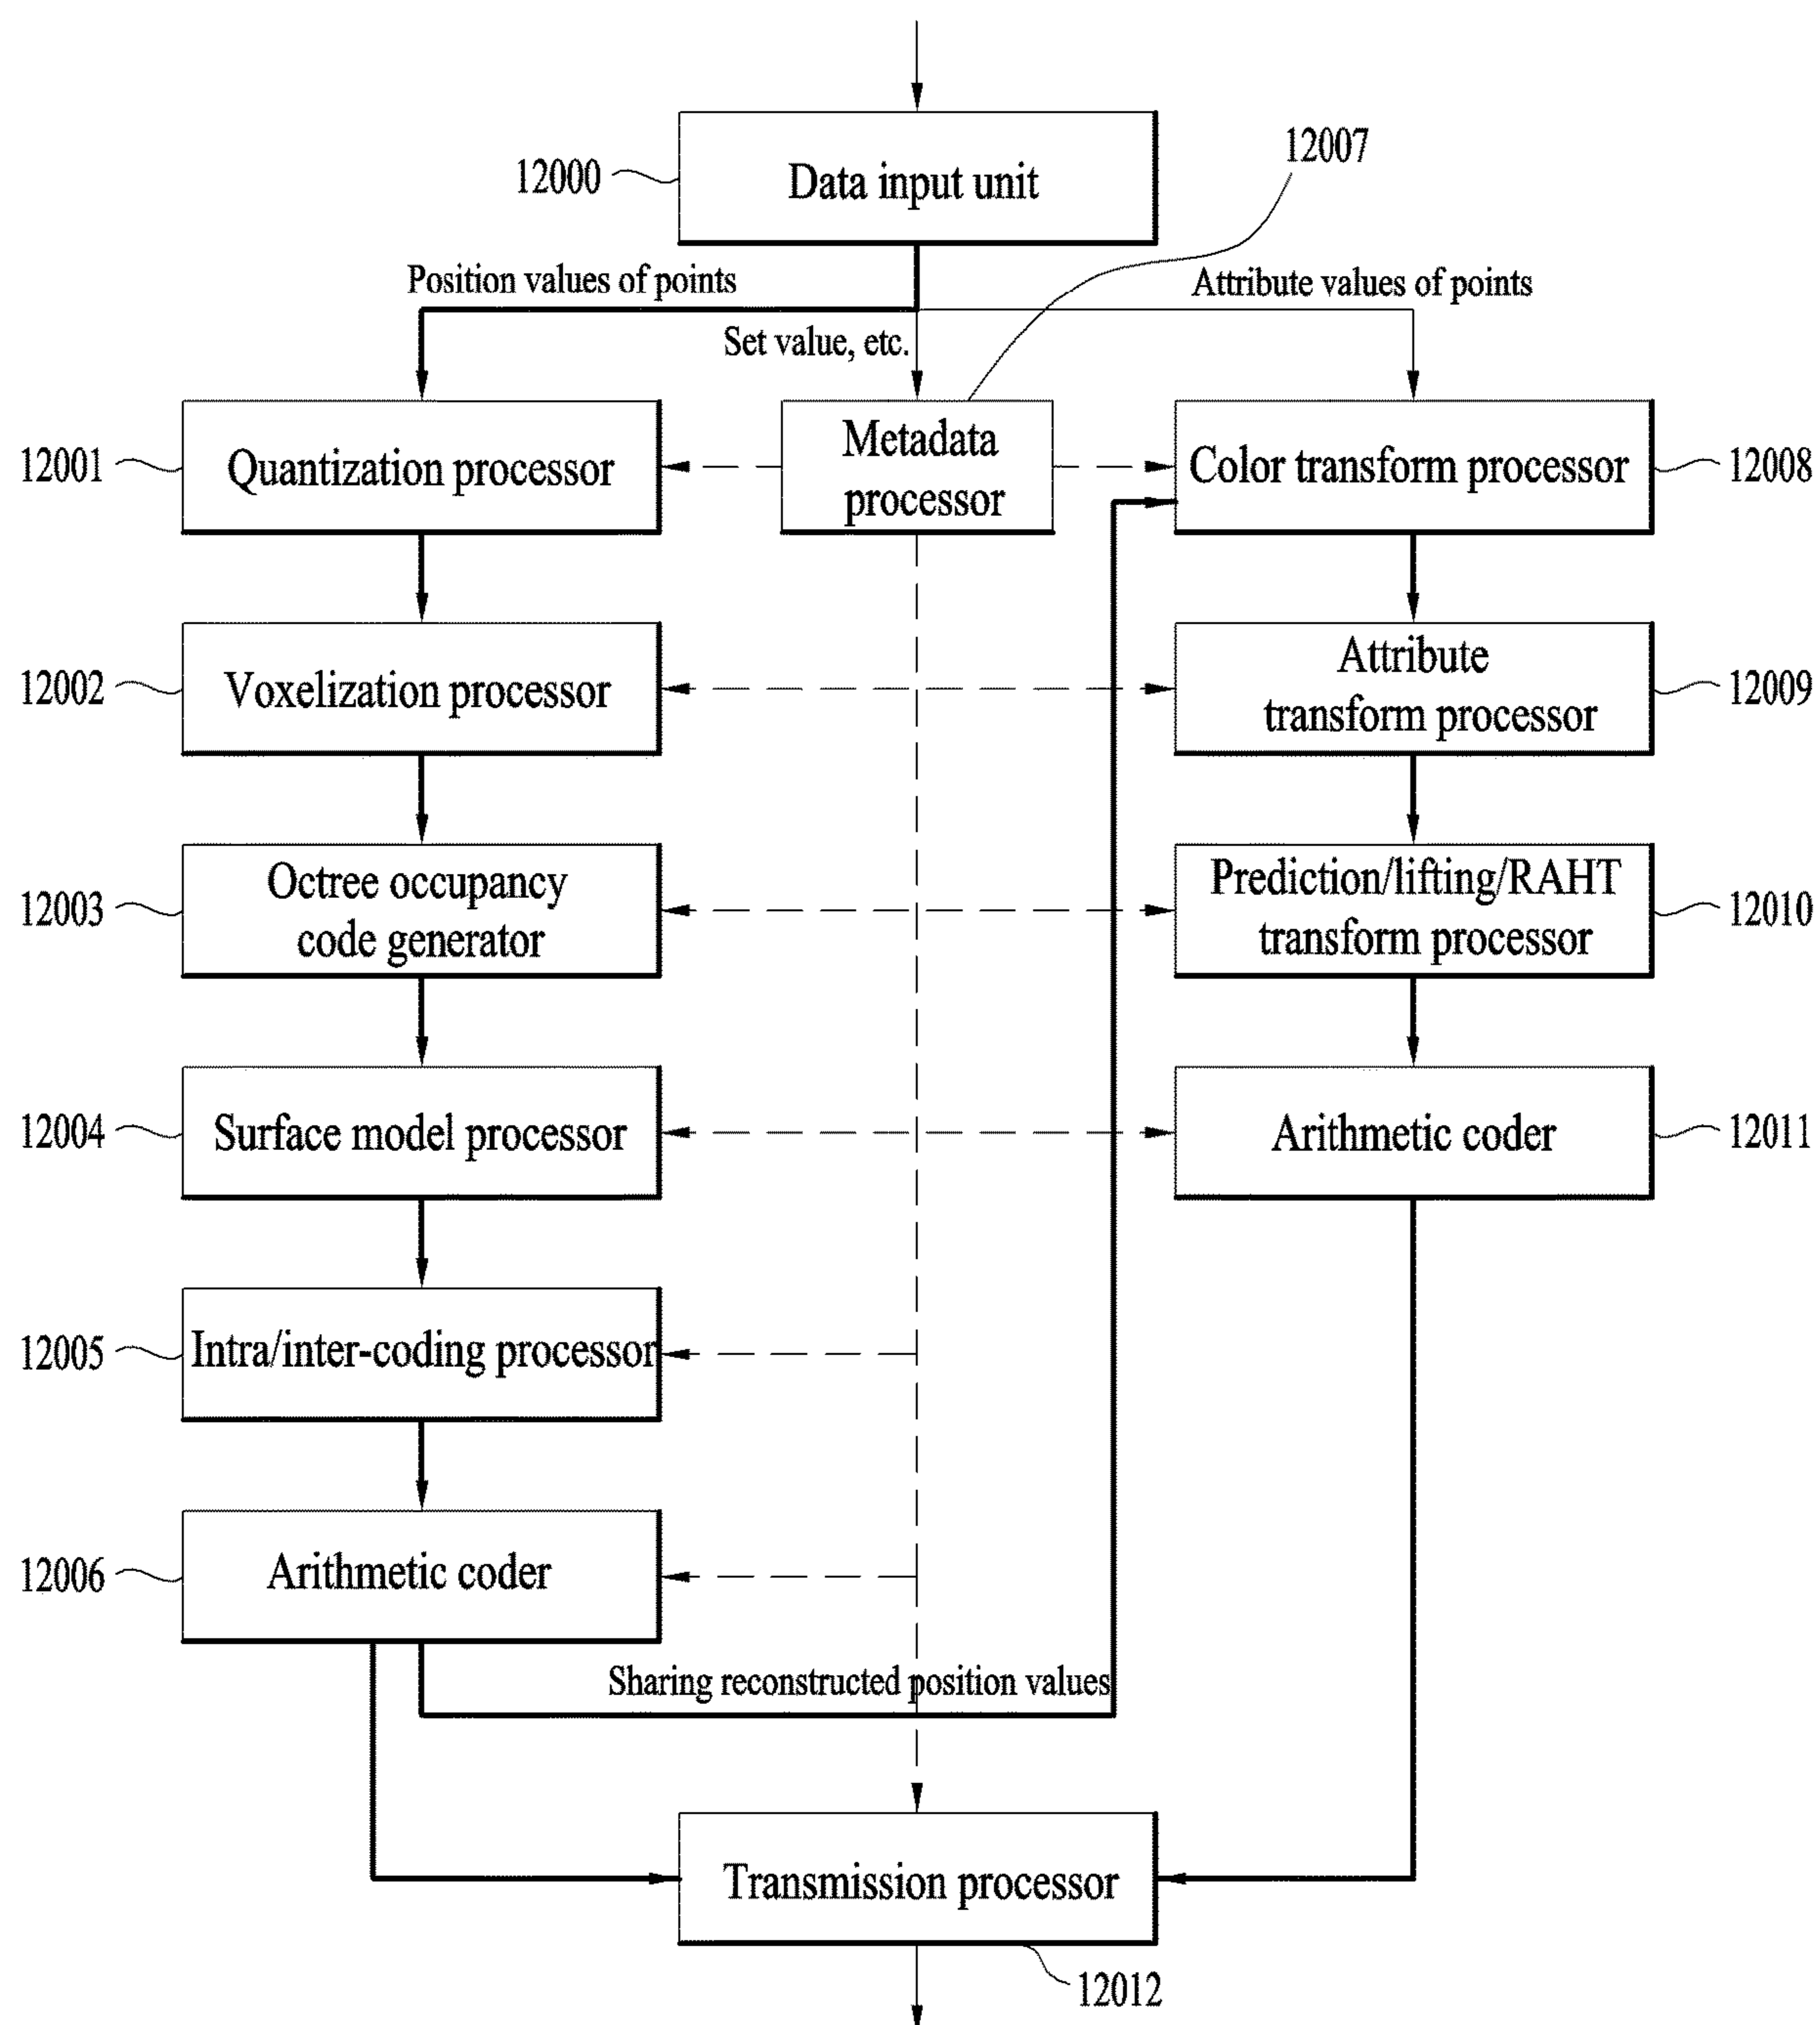 12000
Data input unit
12007
Position values of points
Attribute values of points
Set value, etc.
12001
Quantization processor
Metadata
processor
Color transform processor
12008
12002
Voxelization processor
Attribute
transform processor
12009
12003
Octree occupancy
code generator
Prediction/lifting/RAHT
transform processor
12010
12004
Surface model processor
Arithmetic coder
12011
12005
Intra/inter-coding processor
12006
Arithmetic coder
Sharing reconstructed position values
Transmission processor
12012